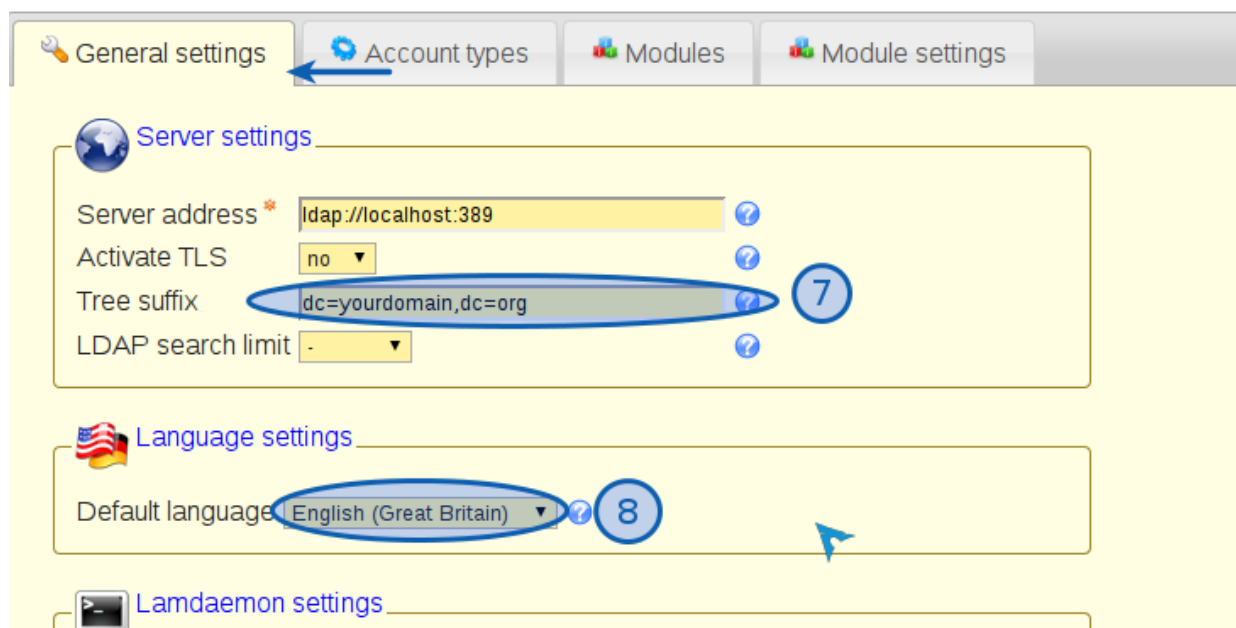 General settings Account types Modules Module settings
Server settings
Server address * ldap://localhost:389
Activate TLS no
Tree suffix dc=yourdomain,dc=org 7
LDAP search limit -
Language settings
Default language English (Great Britain) 8
Lamdaemon settings